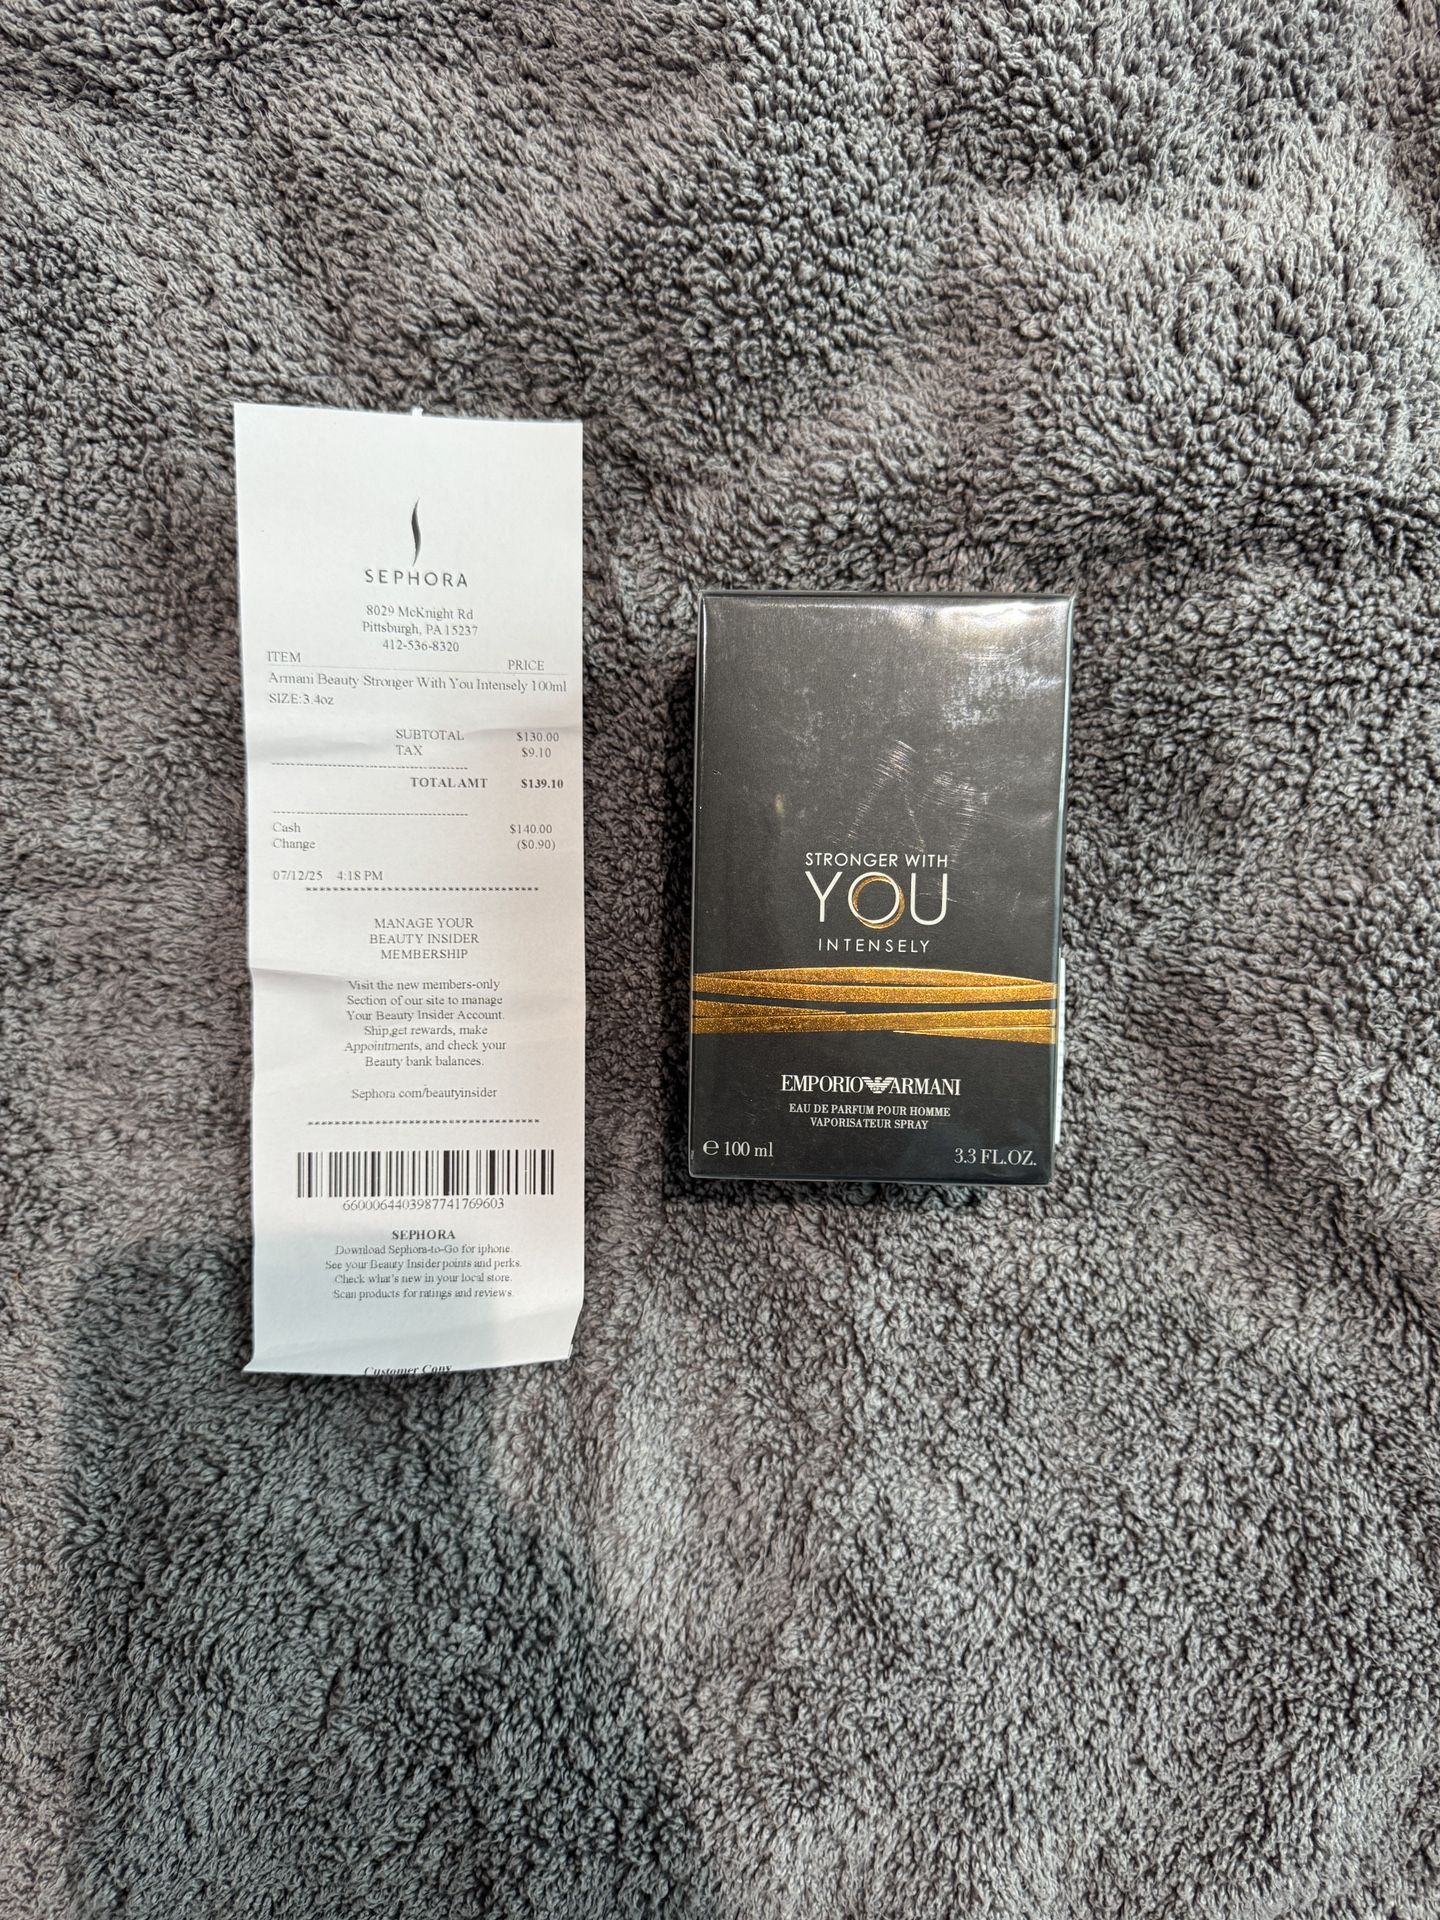 SEPHORA
8029 McKnight Rd
Pittsburgh, PA 15237
412-536-8320
ITEM PRICE
Armani Beauty Stronger With You Intensely 100ml
SIZE:3.4oz
SUBTOTAL $130.00
TAX $9.10
TOTAL AMT $139.10
Cash $140.00
Change ($0.90)
07/12/25 4:18 PM
MANAGE YOUR
BEAUTY INSIDER
MEMBERSHIP
Visit the new members-only
Section of our site to manage
Your Beauty Insider Account.
Ship,get rewards, make
Appointments, and check your
Beauty bank balances.
Sephora.com/beautyinsider
6600064403987741769603
SEPHORA
Download Sephora-to-Go for iphone.
See your Beauty Insider points and perks.
Check what's new in your local store.
Scan products for ratings and reviews.
Customer Copy
STRONGER WITH
YOU
INTENSELY
EMPORIO ARMANI
EAU DE PARFUM POUR HOMME
VAPORISATEUR SPRAY
℮ 100 ml 3.3 FL.OZ.